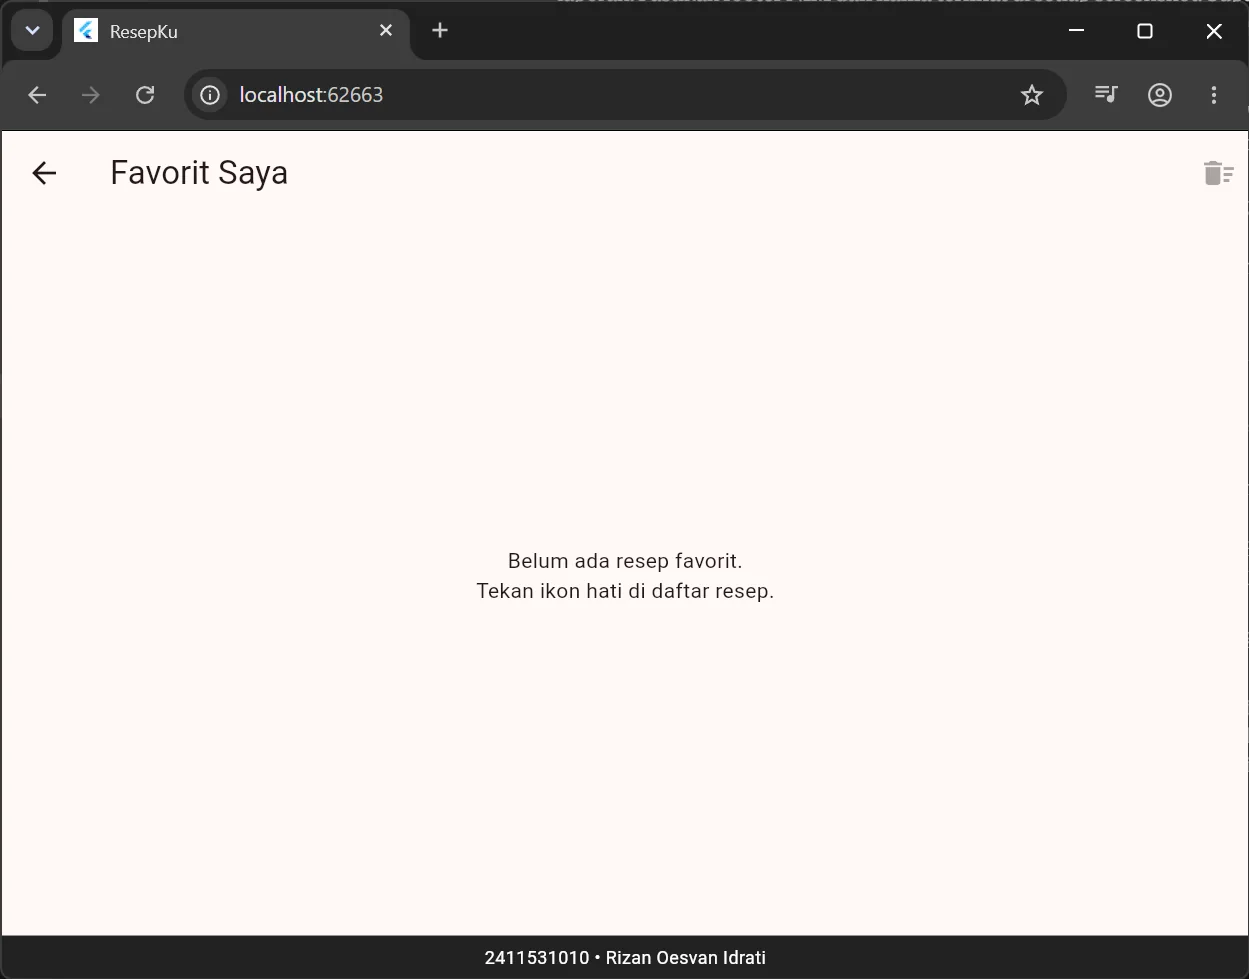 ResepKu
localhost:62663
Favorit Saya
Belum ada resep favorit.
Tekan ikon hati di daftar resep.
2411531010 • Rizan Oesvan Idrati